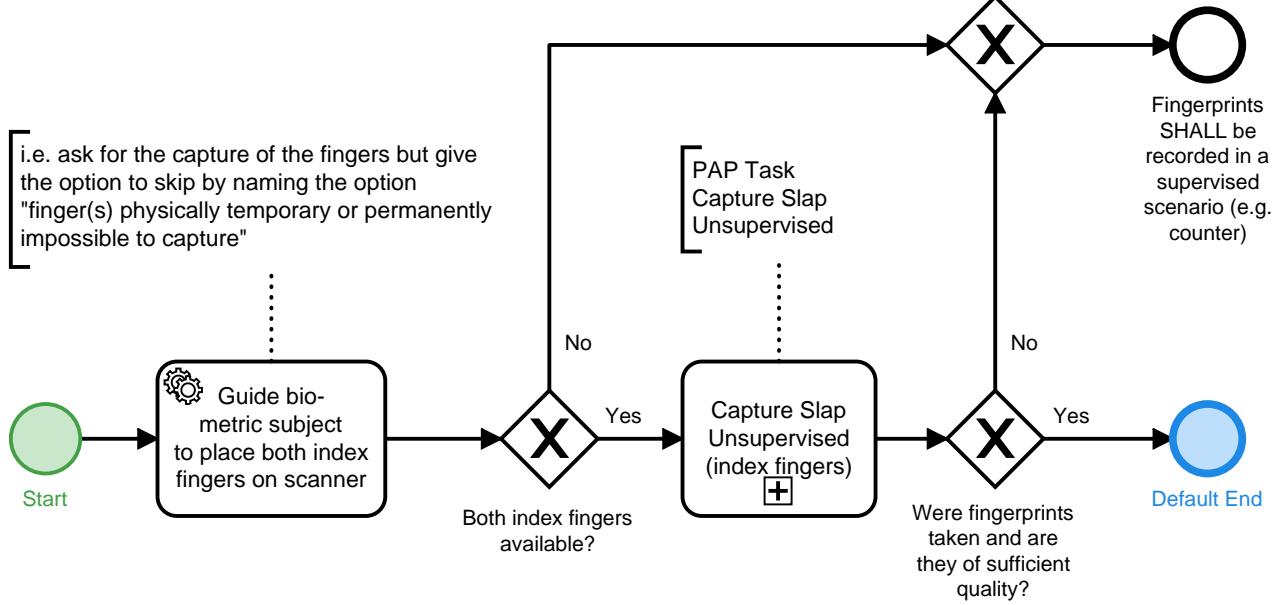 Fingerprints
SHALL be
recorded in a
supervised
scenario (e.g.
counter)
i.e. ask for the capture of the fingers but give
the option to skip by naming the option
"finger(s) physically temporary or permanently
impossible to capture"
PAP Task
Capture Slap
Unsupervised
No
No
Start
Guide bio-
metric subject
to place both index
fingers on scanner
X
Both index fingers
available?
Yes
Capture Slap
Unsupervised
(index fingers)
X
X
Were fingerprints
taken and are
they of sufficient
quality?
Yes
Default End